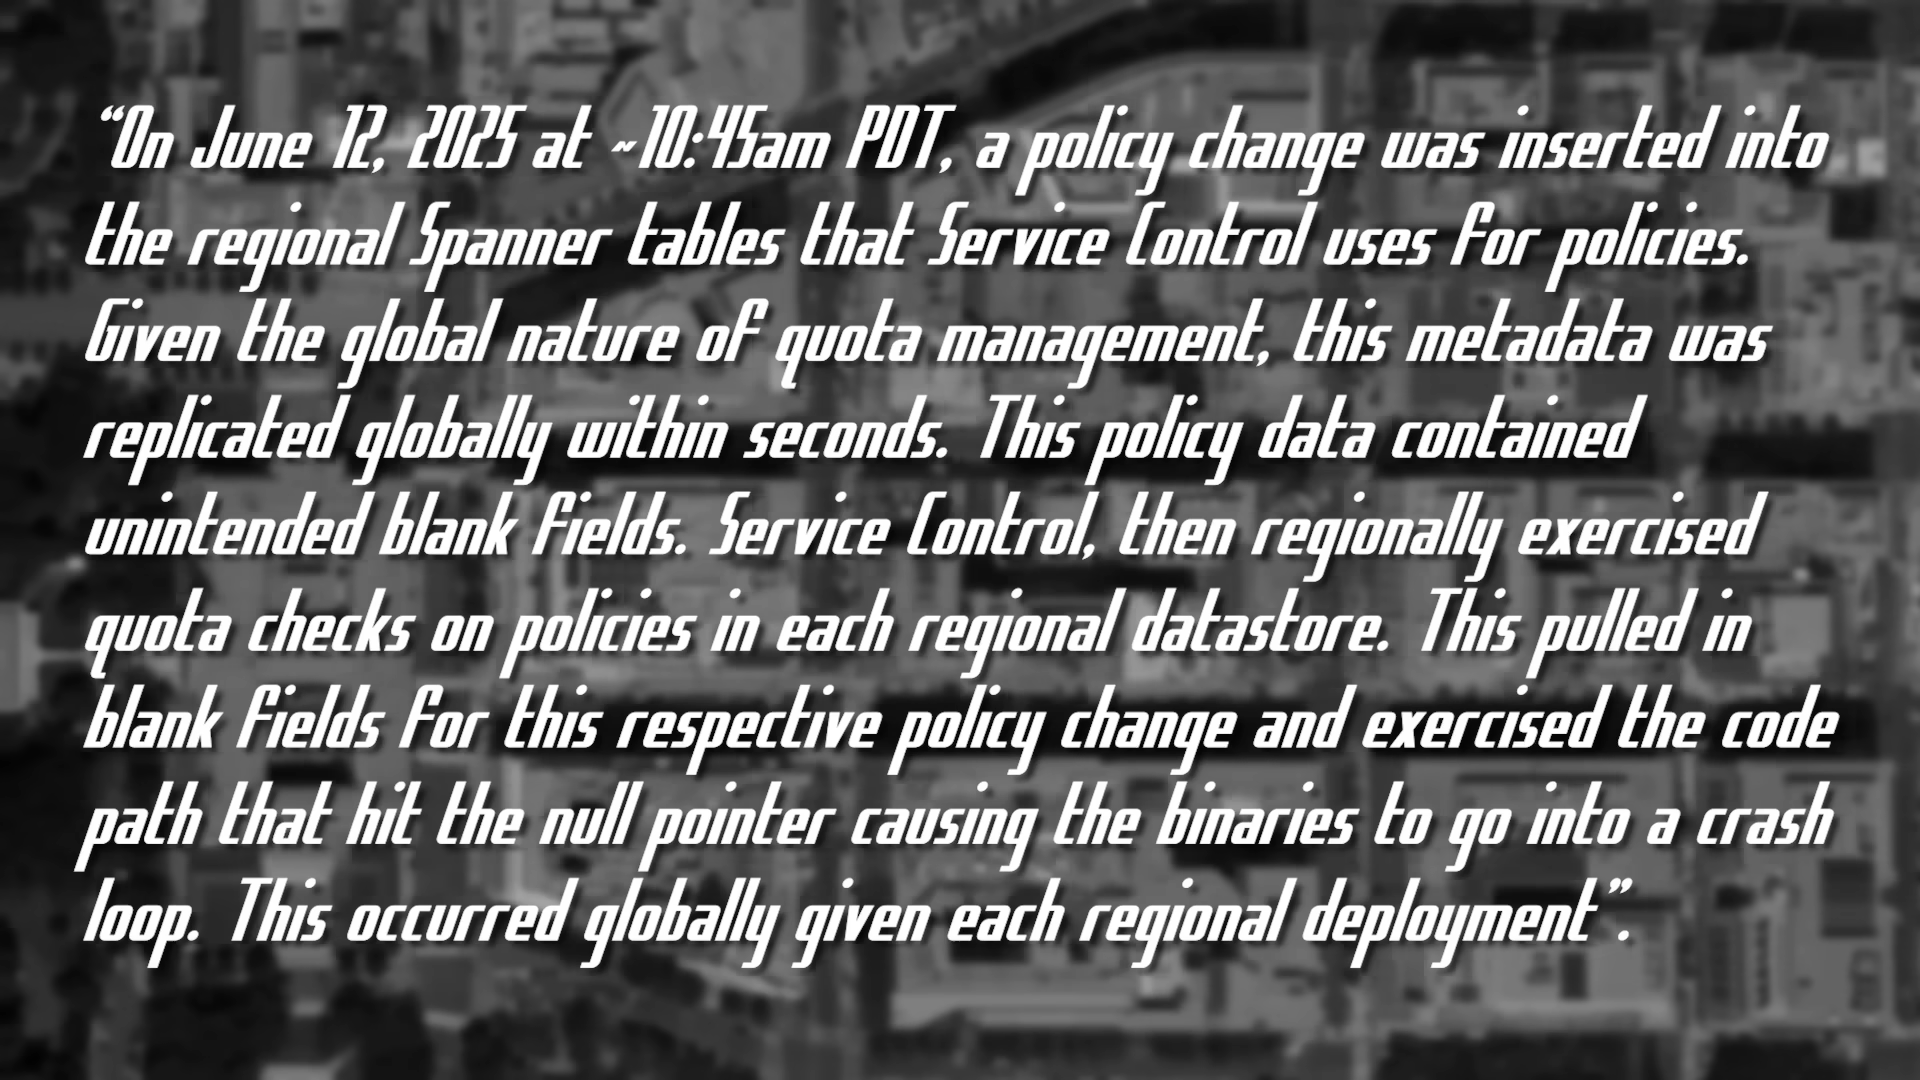 “On June 12, 2025 at ~10:45am PDT, a policy change was inserted into
the regional Spanner tables that Service Control uses for policies.
Given the global nature of quota management, this metadata was
replicated globally within seconds. This policy data contained
unintended blank fields. Service Control, then regionally exercised
quota checks on policies in each regional datastore. This pulled in
blank fields for this respective policy change and exercised the code
path that hit the null pointer causing the binaries to go into a crash
loop. This occurred globally given each regional deployment”.